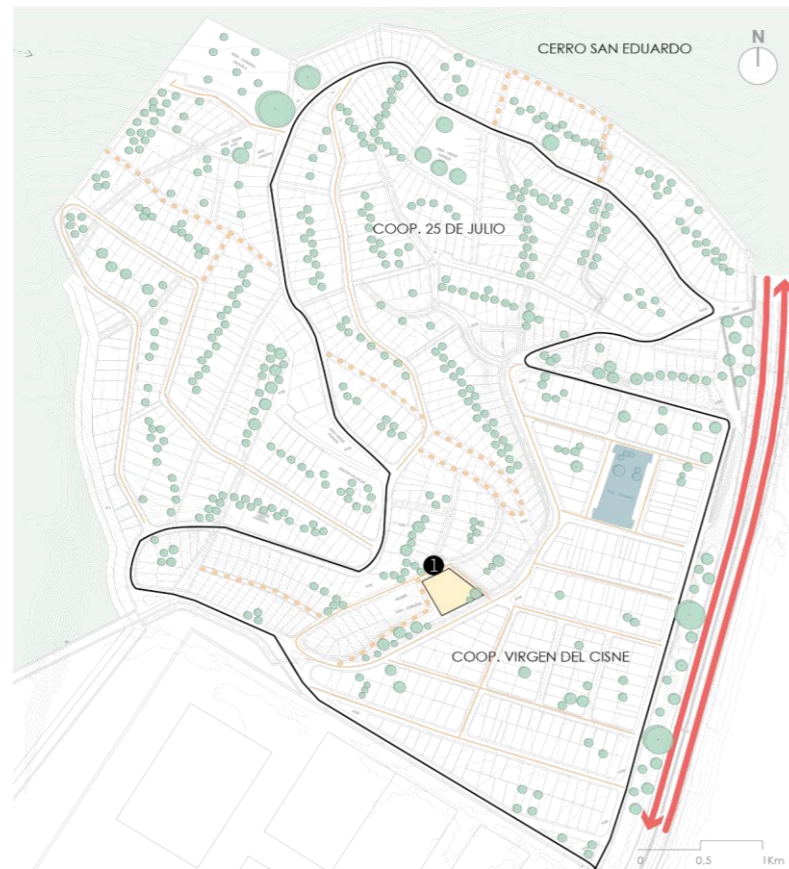 CERRO SAN EDUARDO
N
COOP. 25 DE JULIO
1
COOP. VIRGEN DEL CISNE
0 0.5 1Km